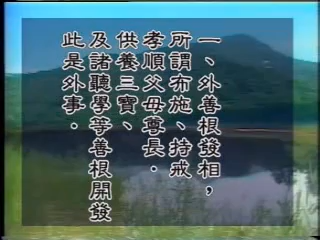 一、外善根發相，
所謂布施、持戒
孝順父母尊長．
供養三寶、
及諸聽學等善根開發
此是外事．